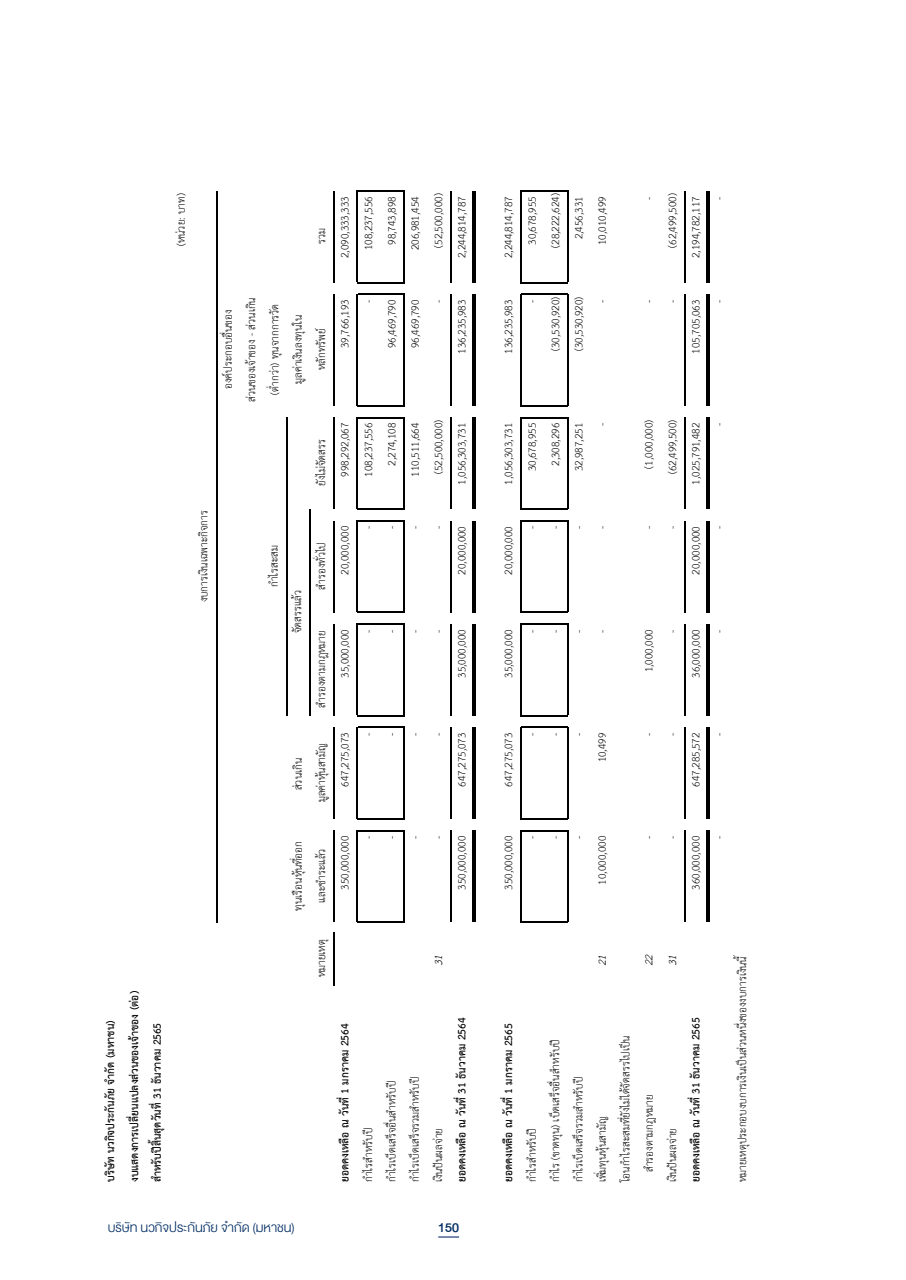 บริษัท นวกิจประกันภัย จำกัด (มหาชน)
งบแสดงการเปลี่ยนแปลงส่วนของเจ้าของ (ต่อ)
สำหรับปีสิ้นสุดวันที่ 31 ธันวาคม 2565
(หน่วย: บาท)
งบการเงินเฉพาะกิจการ
องค์ประกอบอื่นของ
ส่วนของเจ้าของ - ส่วนเกิน
กำไรสะสม (ต่ำกว่า) ทุนจากการวัด
ทุนเรือนหุ้นที่ออก ส่วนเกิน จัดสรรแล้ว มูลค่าเงินลงทุนใน
หมายเหตุ และชำระแล้ว มูลค่าหุ้นสามัญ สำรองตามกฎหมาย สำรองทั่วไป ยังไม่จัดสรร หลักทรัพย์ รวม
ยอดคงเหลือ ณ วันที่ 1 มกราคม 2564 350,000,000 647,275,073 35,000,000 20,000,000 998,292,067 39,766,193 2,090,333,333
กำไรสำหรับปี - - - - 108,237,556 - 108,237,556
กำไรเบ็ดเสร็จอื่นสำหรับปี - - - - 2,274,108 96,469,790 98,743,898
กำไรเบ็ดเสร็จรวมสำหรับปี - - - - 110,511,664 96,469,790 206,981,454
เงินปันผลจ่าย 31 - - - - (52,500,000) - (52,500,000)
ยอดคงเหลือ ณ วันที่ 31 ธันวาคม 2564 350,000,000 647,275,073 35,000,000 20,000,000 1,056,303,731 136,235,983 2,244,814,787
ยอดคงเหลือ ณ วันที่ 1 มกราคม 2565 350,000,000 647,275,073 35,000,000 20,000,000 1,056,303,731 136,235,983 2,244,814,787
กำไรสำหรับปี - - - - 30,678,955 - 30,678,955
กำไร (ขาดทุน) เบ็ดเสร็จอื่นสำหรับปี - - - - 2,308,296 (30,530,920) (28,222,624)
กำไรเบ็ดเสร็จรวมสำหรับปี - - - - 32,987,251 (30,530,920) 2,456,331
เพิ่มทุนหุ้นสามัญ 21 10,000,000 10,499 - - - - 10,010,499
โอนกำไรสะสมที่ยังไม่ได้จัดสรรไปเป็น
สำรองตามกฎหมาย 22 - - 1,000,000 - (1,000,000) - -
เงินปันผลจ่าย 31 - - - - (62,499,500) - (62,499,500)
ยอดคงเหลือ ณ วันที่ 31 ธันวาคม 2565 360,000,000 647,285,572 36,000,000 20,000,000 1,025,791,482 105,705,063 2,194,782,117
- - - - - - -
หมายเหตุประกอบงบการเงินเป็นส่วนหนึ่งของงบการเงินนี้
บริษัท นวกิจประกันภัย จำกัด (มหาชน) 150